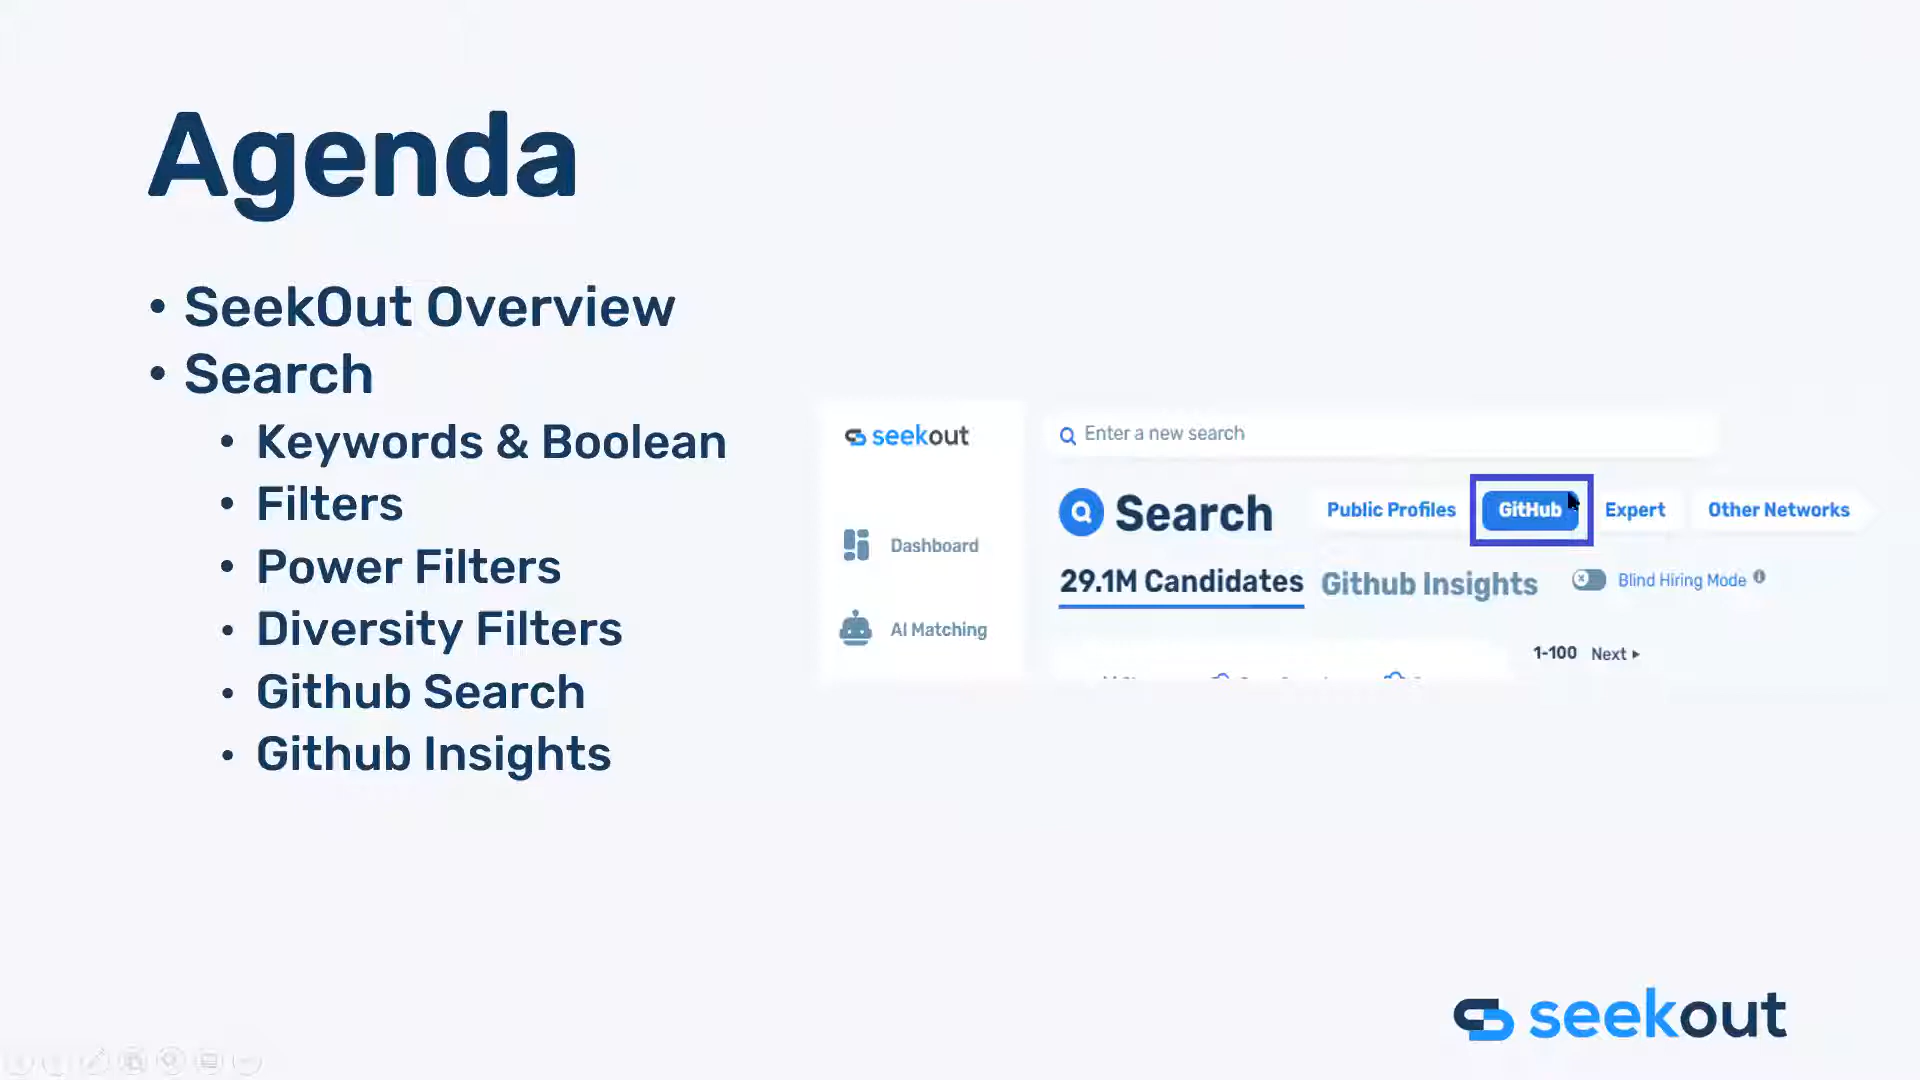 Agenda
• SeekOut Overview
• Search
• Keywords & Boolean
• Filters
• Power Filters
• Diversity Filters
• Github Search
• Github Insights
seekout
Enter a new search
Search
Public Profiles
GitHub
Expert
Other Networks
Dashboard
29.1M Candidates
Github Insights
Blind Hiring Mode
AI Matching
1-100 Next
seekout